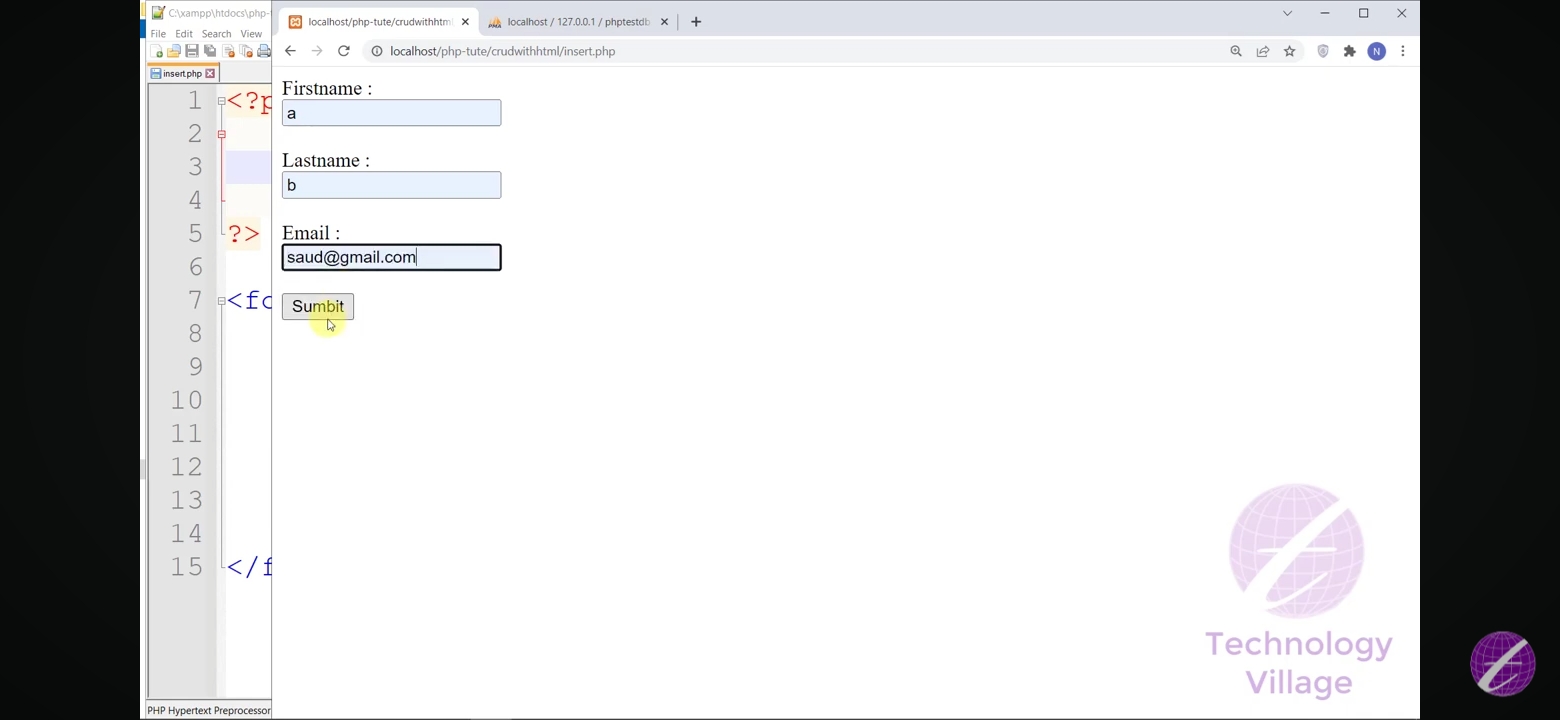 C:\xampp\htdocs\php-
File Edit Search View
insert.php
1 <?p
2
3
4
5 ?>
6
7 <fo
8
9
10
11
12
13
14
15 </f
PHP Hypertext Preprocessor
localhost/php-tute/crudwithhtml
localhost / 127.0.0.1 / phptestdb
localhost/php-tute/crudwithhtml/insert.php
N
Firstname :
a
Lastname :
b
Email :
saud@gmail.com
Sumbit
Technology
Village